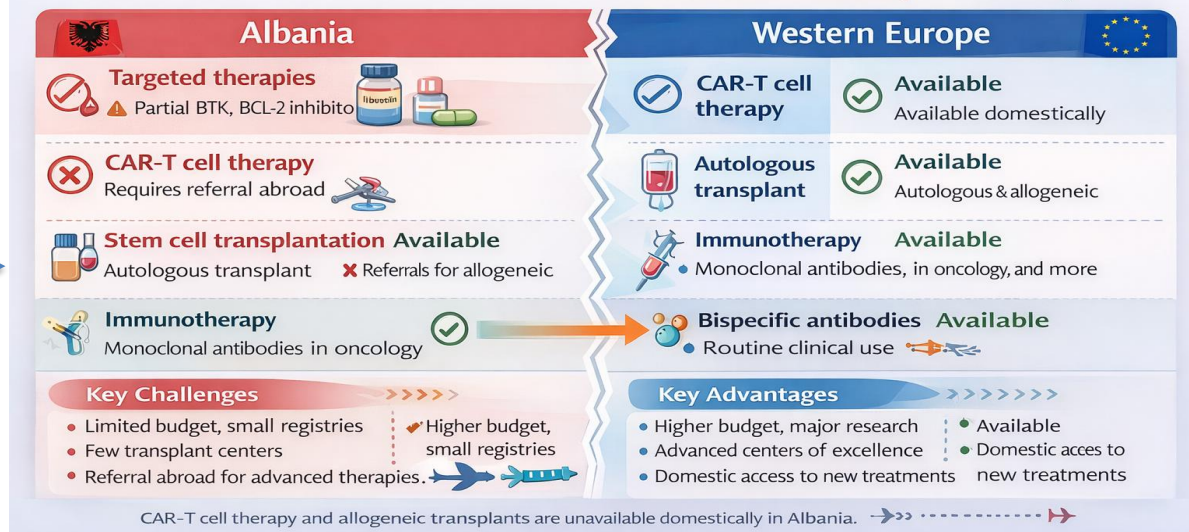 Albania
Targeted therapies
Partial BTK, BCL-2 inhibito
CAR-T cell therapy
Requires referral abroad
Stem cell transplantation Available
Autologous transplant
Referrals for allogeneic
Immunotherapy
Monoclonal antibodies in oncology
Key Challenges
Limited budget, small registries
Few transplant centers
Referral abroad for advanced therapies.
Higher budget,
small registries
Western Europe
CAR-T cell
therapy
Available
Available domestically
Autologous
transplant
Available
Autologous & allogeneic
Immunotherapy Available
Monoclonal antibodies, in oncology, and more
Bispecific antibodies Available
Routine clinical use
Key Advantages
Higher budget, major research
Advanced centers of excellence
Domestic access to new treatments
Available
Domestic acces to
new treatments
CAR-T cell therapy and allogeneic transplants are unavailable domestically in Albania.